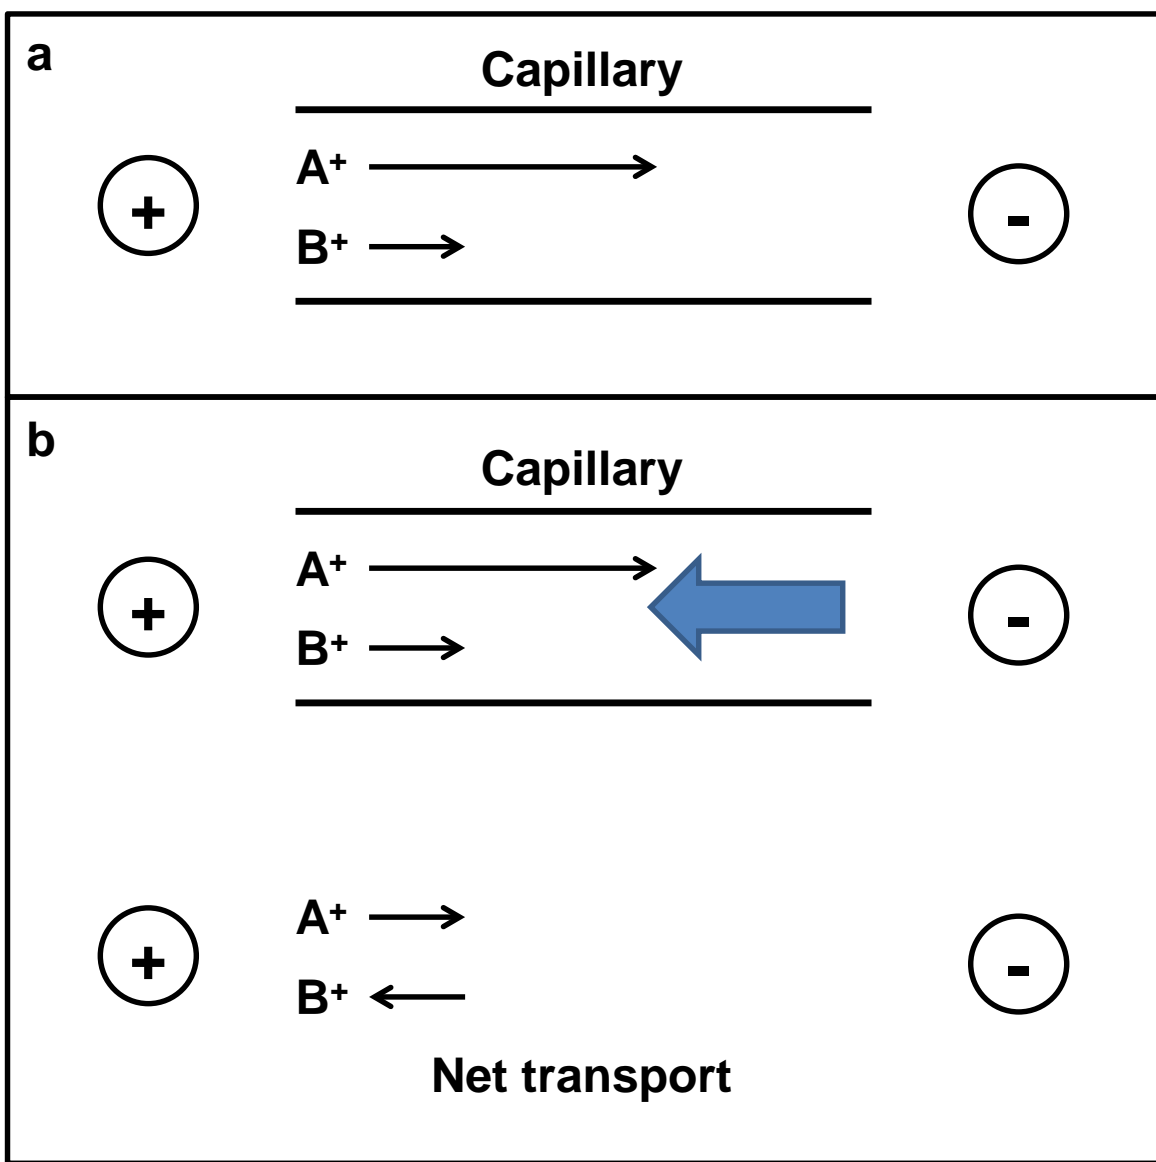 a
Capillary
A⁺
+
-
B⁺
b
Capillary
A⁺
+
-
B⁺
A⁺
+
-
B⁺
Net transport